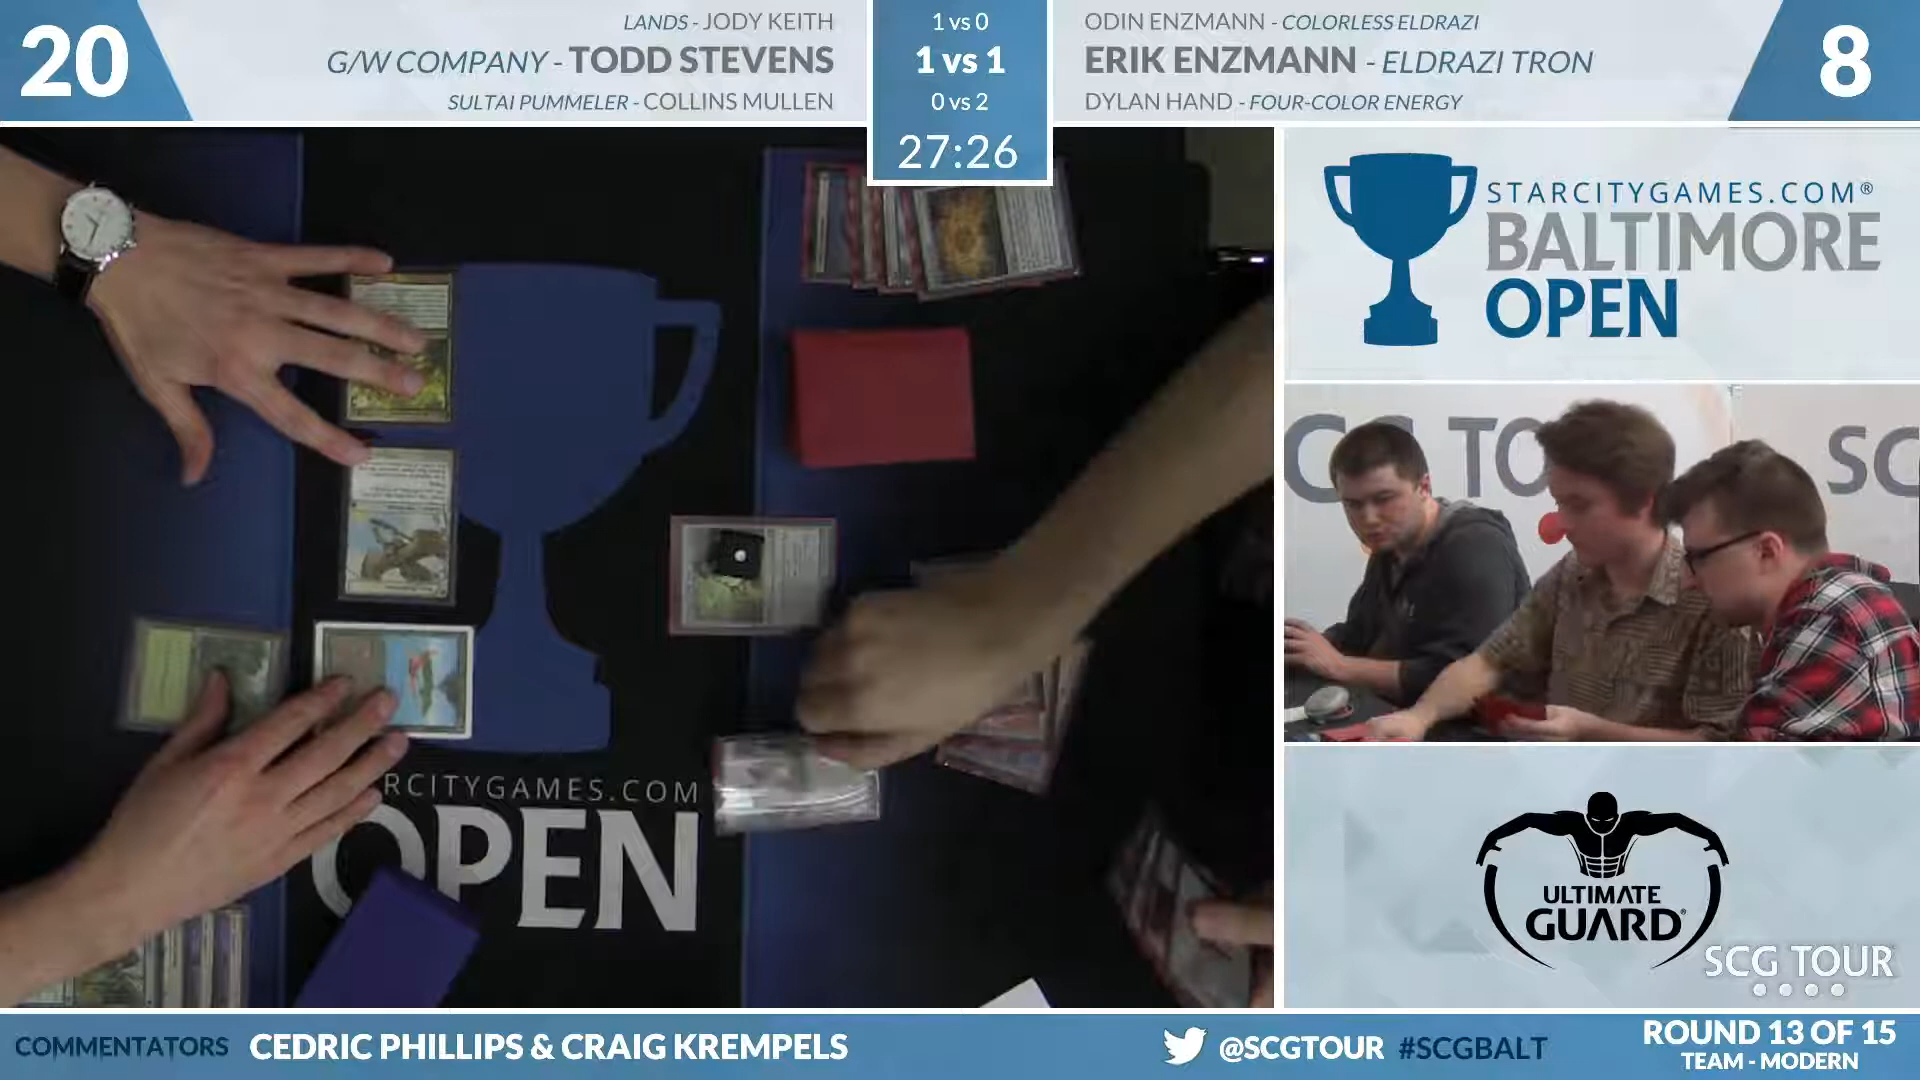 20
LANDS - JODY KEITH
G/W COMPANY - TODD STEVENS
SULTAI PUMMELER - COLLINS MULLEN
1 vs 0
1 vs 1
0 vs 2
27:26
ODIN ENZMANN - COLORLESS ELDRAZI
ERIK ENZMANN - ELDRAZI TRON
DYLAN HAND - FOUR-COLOR ENERGY
8
STARCITYGAMES.COM®
BALTIMORE
OPEN
TO
SC
RCITYGAMES.COM
OPEN
ULTIMATE
GUARD®
SCG TOUR
COMMENTATORS CEDRIC PHILLIPS & CRAIG KREMPELS
@SCGTOUR #SCGBALT
ROUND 13 OF 15
TEAM - MODERN